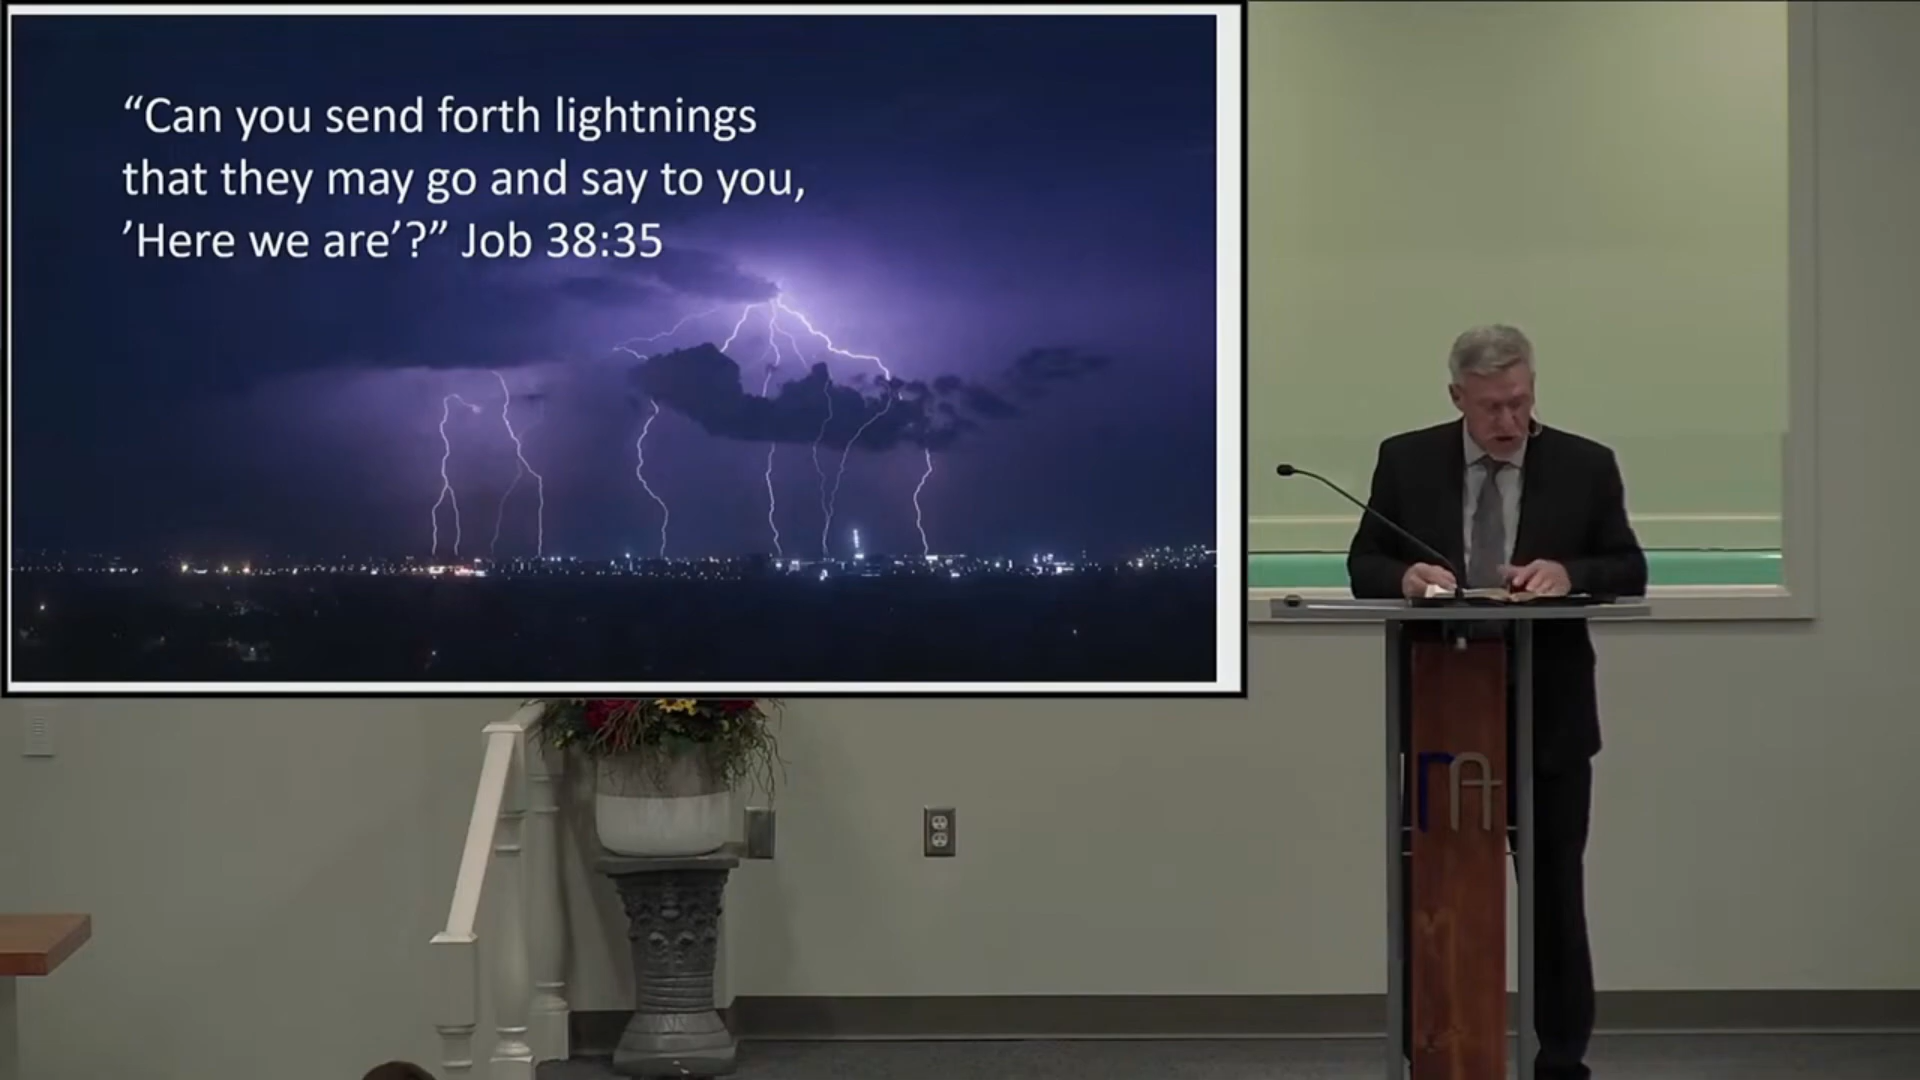 “Can you send forth lightnings
that they may go and say to you,
’Here we are’?” Job 38:35